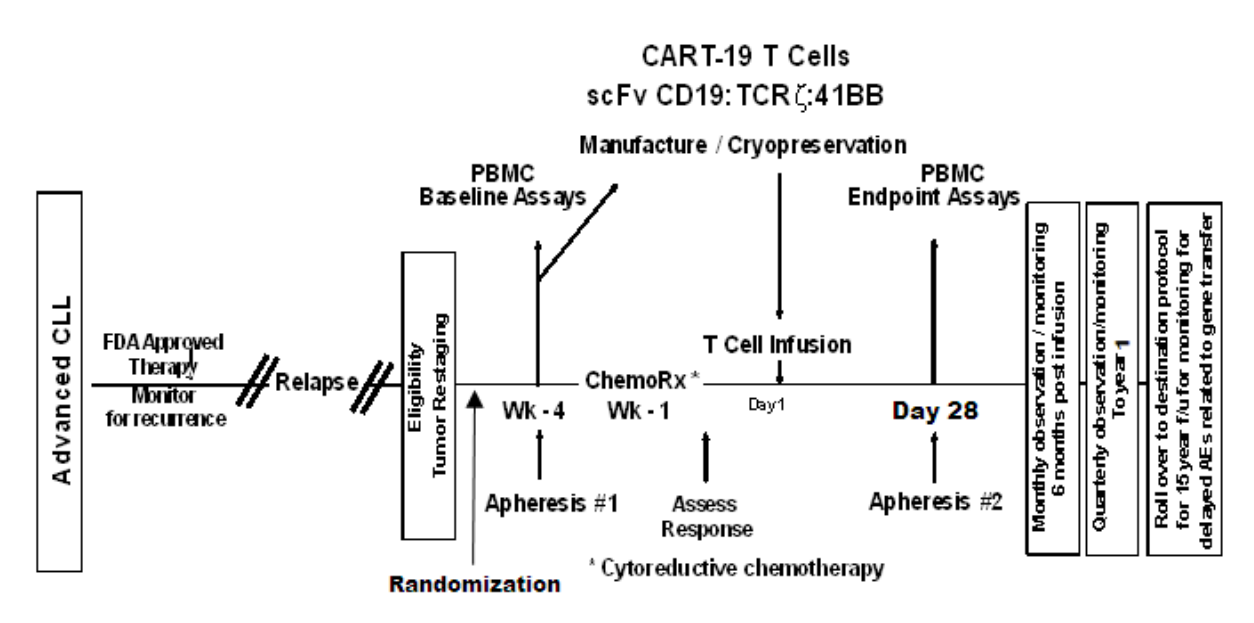 CART-19 T Cells
scFv CD19:TCRζ:41BB
Manufacture / Cryopreservation
PBMC
Baseline Assays
PBMC
Endpoint Assays
Advanced CLL
FDA Approved
Therapy
Monitor
for recurrence
Relapse
Eligibility
Tumor Restaging
Randomization
Wk - 4
Apheresis #1
ChemoRx *
Wk - 1
Assess
Response
* Cytoreductive chemotherapy
T Cell Infusion
Day1
Day 28
Apheresis #2
Monthly observation / monitoring
6 months post infusion
Quarterly observation/monitoring
To year 1
Roll over to destination protocol
for 15 year f/u for monitoring for
delayed AEs related to gene transfer